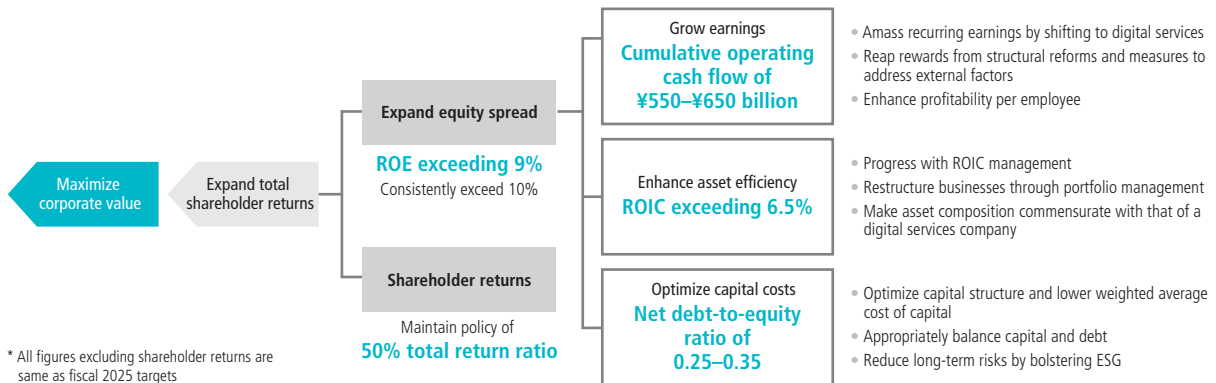 Maximize
corporate value
Expand total
shareholder returns
Expand equity spread
ROE exceeding 9%
Consistently exceed 10%
Shareholder returns
Maintain policy of
50% total return ratio
Grow earnings
Cumulative operating
cash flow of
¥550–¥650 billion
• Amass recurring earnings by shifting to digital services
• Reap rewards from structural reforms and measures to
address external factors
• Enhance profitability per employee
Enhance asset efficiency
ROIC exceeding 6.5%
• Progress with ROIC management
• Restructure businesses through portfolio management
• Make asset composition commensurate with that of a
digital services company
Optimize capital costs
Net debt-to-equity
ratio of
0.25–0.35
• Optimize capital structure and lower weighted average
cost of capital
• Appropriately balance capital and debt
• Reduce long-term risks by bolstering ESG
* All figures excluding shareholder returns are
same as fiscal 2025 targets